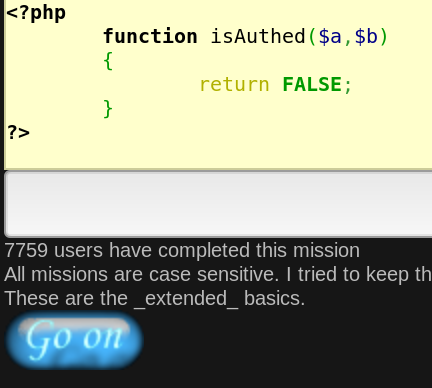 <?php
function isAuthed($a,$b)
{
return FALSE;
}
?>
7759 users have completed this mission
All missions are case sensitive. I tried to keep th
These are the _extended_ basics.
Go on